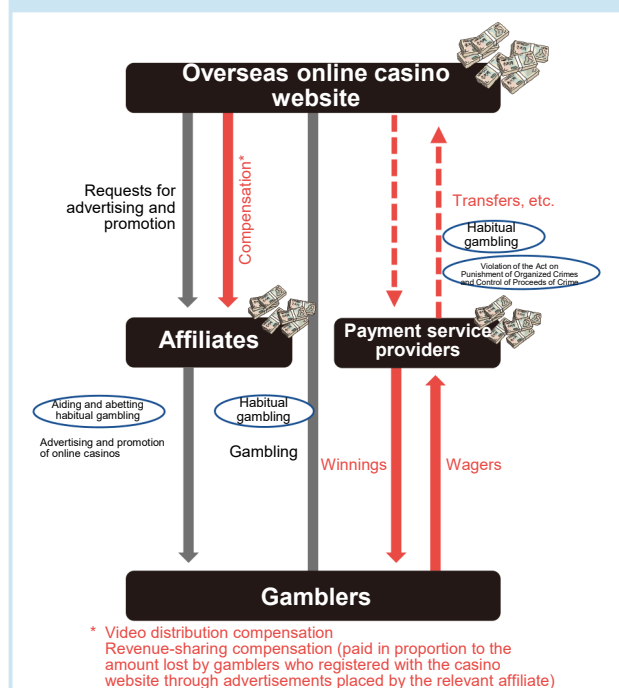 Overseas online casino
website
Requests for
advertising and
promotion
Compensation*
Transfers, etc.
Habitual
gambling
Violation of the Act on
Punishment of Organized Crimes
and Control of Proceeds of Crime
Affiliates
Payment service
providers
Aiding and abetting
habitual gambling
Advertising and promotion
of online casinos
Habitual
gambling
Gambling
Winnings
Wagers
Gamblers
* Video distribution compensation
Revenue-sharing compensation (paid in proportion to the
amount lost by gamblers who registered with the casino
website through advertisements placed by the relevant affiliate)